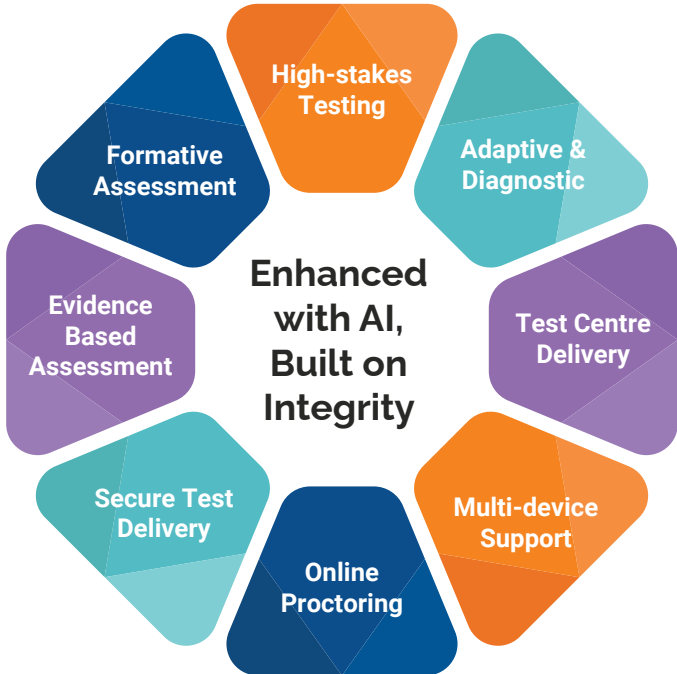 High-stakes
Testing
Adaptive &
Diagnostic
Test Centre
Delivery
Multi-device
Support
Online
Proctoring
Secure Test
Delivery
Evidence
Based
Assessment
Formative
Assessment
Enhanced
with AI,
Built on
Integrity